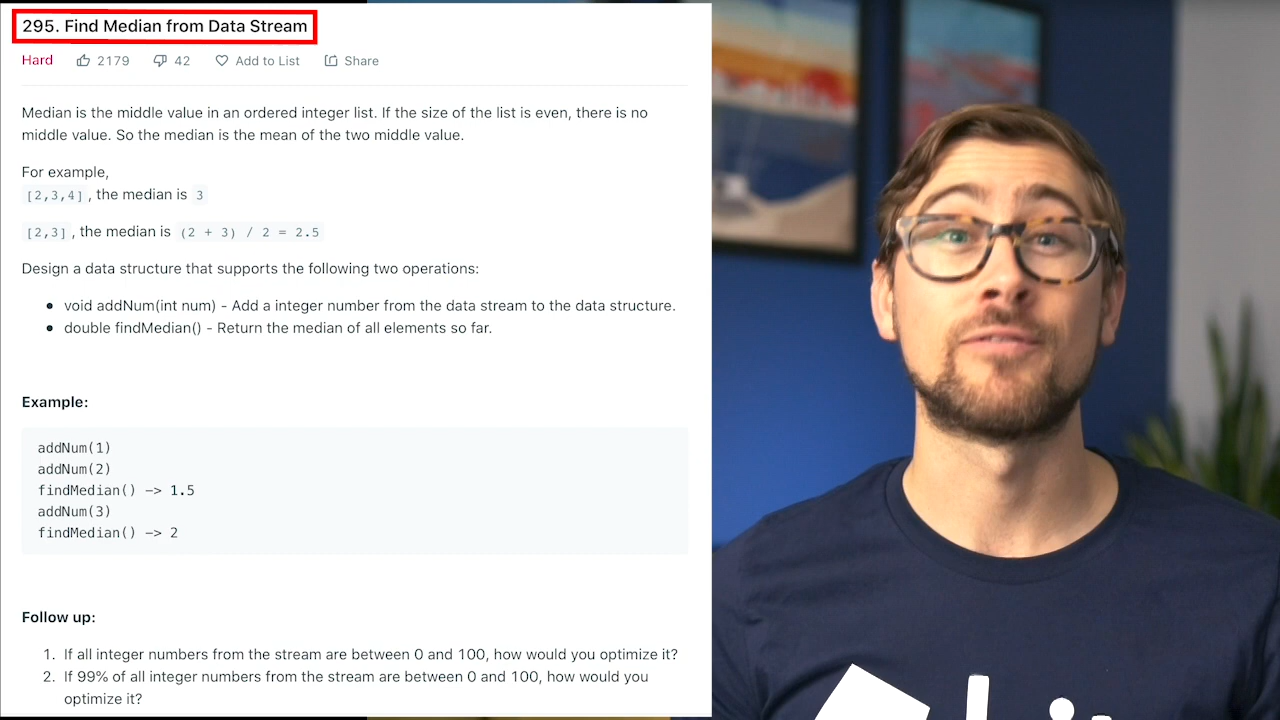 295. Find Median from Data Stream
Hard 2179 42 Add to List Share
Median is the middle value in an ordered integer list. If the size of the list is even, there is no
middle value. So the median is the mean of the two middle value.
For example,
[2,3,4], the median is 3
[2,3], the median is (2 + 3) / 2 = 2.5
Design a data structure that supports the following two operations:
• void addNum(int num) - Add a integer number from the data stream to the data structure.
• double findMedian() - Return the median of all elements so far.
Example:
addNum(1)
addNum(2)
findMedian() -> 1.5
addNum(3)
findMedian() -> 2
Follow up:
1. If all integer numbers from the stream are between 0 and 100, how would you optimize it?
2. If 99% of all integer numbers from the stream are between 0 and 100, how would you
optimize it?